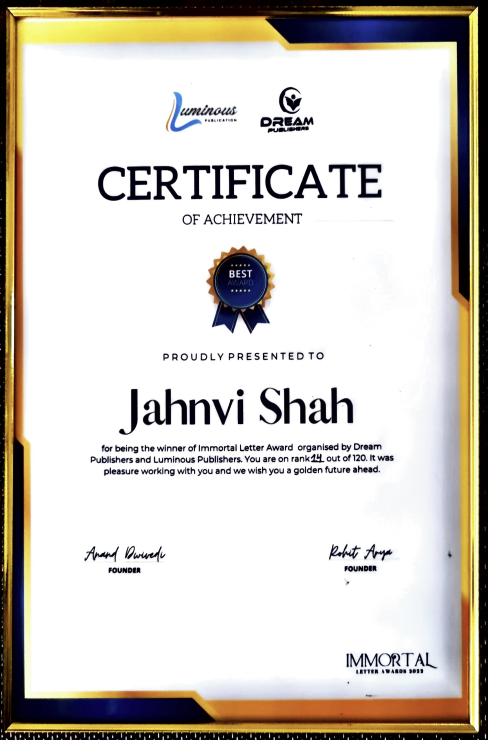 Luminous
PUBLICATION
DREAM
PUBLISHERS
CERTIFICATE
OF ACHIEVEMENT
BEST
AWARD
PROUDLY PRESENTED TO
Jahnvi Shah
for being the winner of Immortal Letter Award organised by Dream
Publishers and Luminous Publishers. You are on rank 14 out of 120. It was
pleasure working with you and we wish you a golden future ahead.
Anand Dwivedi
FOUNDER
Rohit Arya
FOUNDER
IMMORTAL
LETTER AWARDS 2022